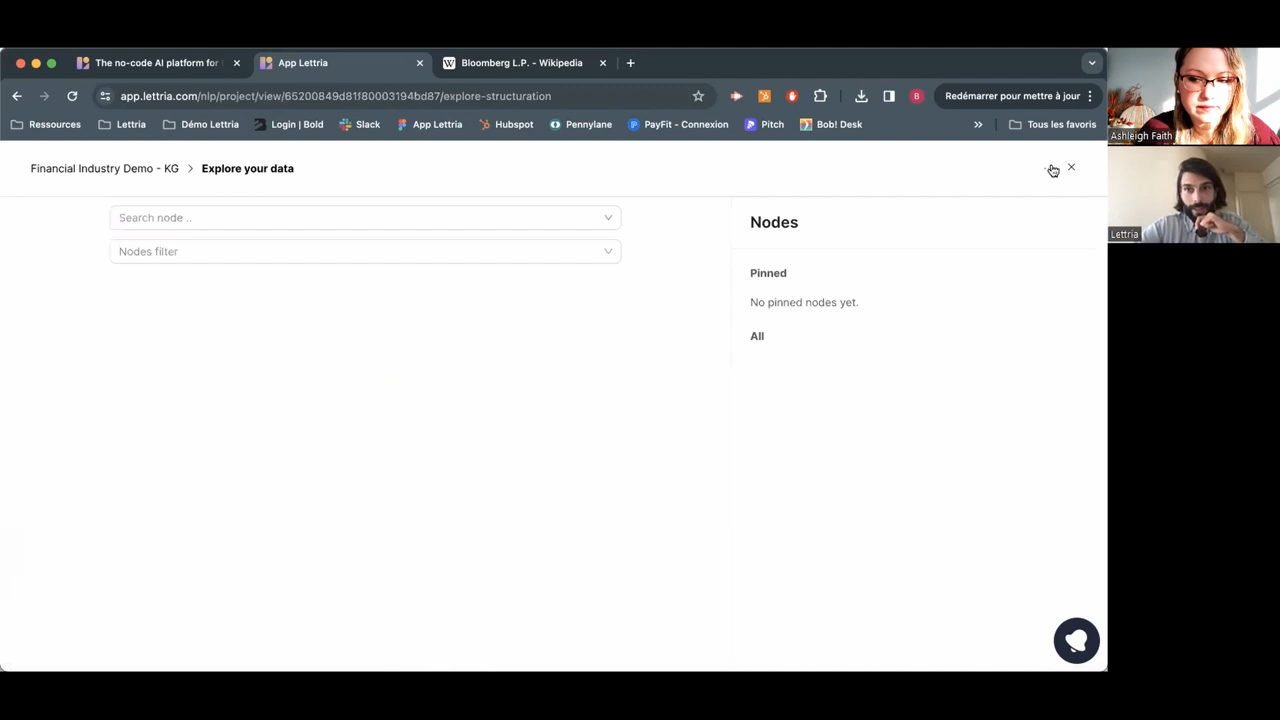 The no-code AI platform for
App Lettria
Bloomberg L.P. - Wikipedia
app.lettria.com/nlp/project/view/65200849d81f80003194bd87/explore-structuration
Redémarrer pour mettre à jour
B
Ressources
Lettria
Démo Lettria
Login | Bold
Slack
App Lettria
Hubspot
Pennylane
PayFit - Connexion
Pitch
Bob! Desk
Tous les favoris
Financial Industry Demo - KG > Explore your data
Search node ..
Nodes filter
Nodes
Pinned
No pinned nodes yet.
All
Ashleigh Faith
Lettria